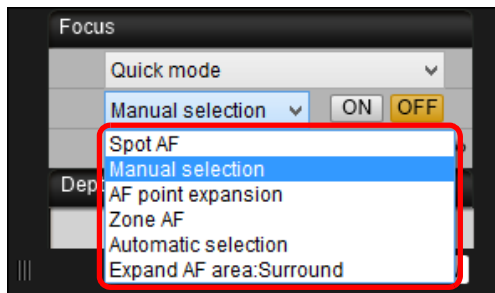 Focus
Quick mode
Manual selection ON OFF
Spot AF
Manual selection
AF point expansion
Dep
Zone AF
Automatic selection
Expand AF area:Surround